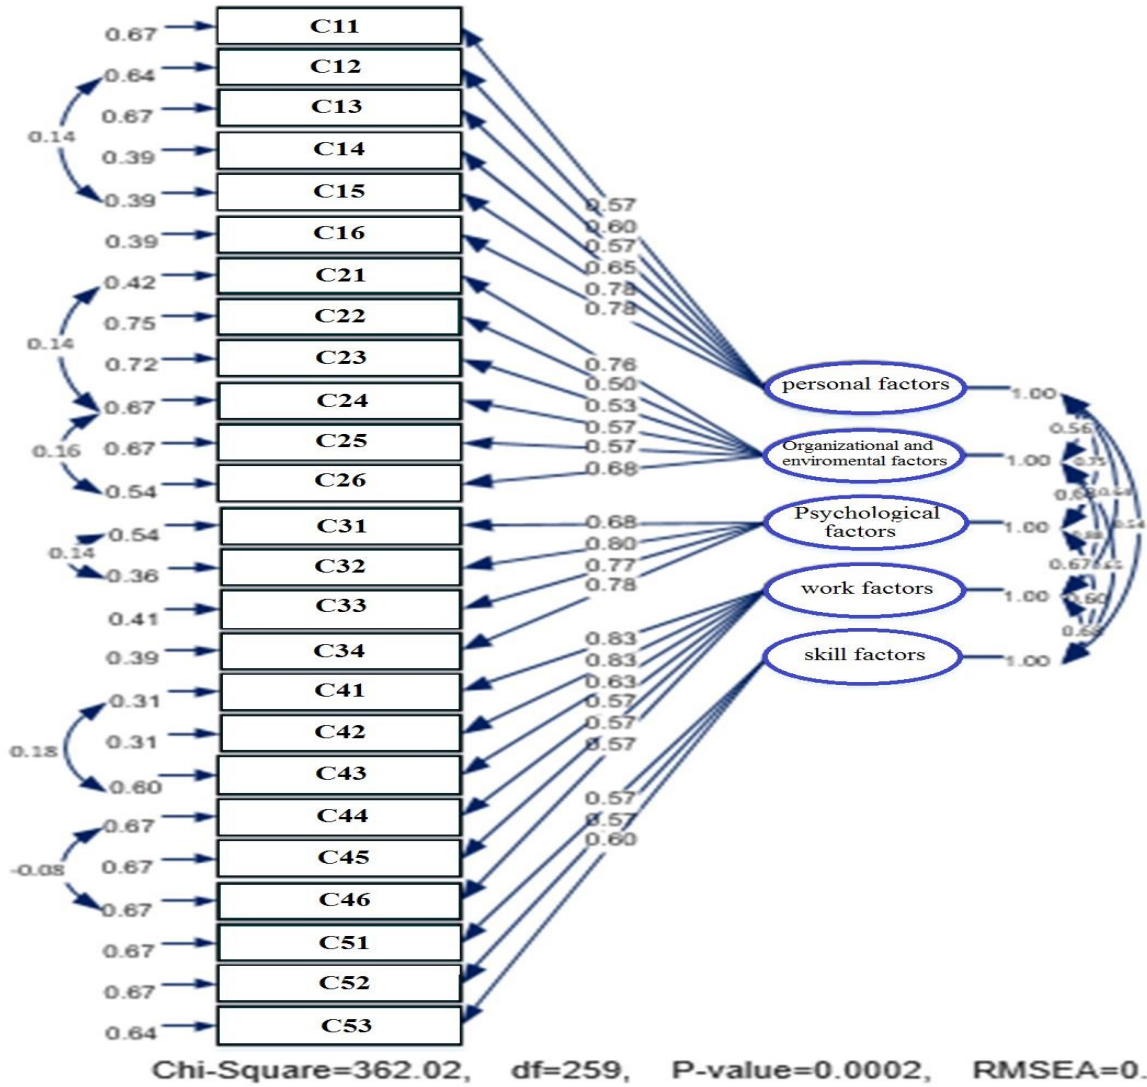 0.67 C11
0.64 C12
0.67 C13
0.14
0.39 C14
0.39 C15
0.39 C16
0.42 C21
0.75 C22
0.14
0.72 C23
0.67 C24
0.67 C25
0.16
0.54 C26
0.54 C31
0.14
0.36 C32
0.41 C33
0.39 C34
0.31 C41
0.31 C42
0.18
0.60 C43
0.67 C44
0.67 C45
-0.08
0.67 C46
0.67 C51
0.67 C52
0.64 C53
0.57
0.60
0.57
0.65
0.78
0.78
0.76
0.50
0.53
0.57
0.57
0.68
0.68
0.80
0.77
0.78
0.83
0.83
0.63
0.57
0.57
0.57
0.57
0.57
0.60
personal factors
Organizational and
enviromental factors
Psychological
factors
work factors
skill factors
1.00
0.56
1.00
1.00
0.67
1.00
1.00
Chi-Square=362.02, df=259, P-value=0.0002, RMSEA=0.